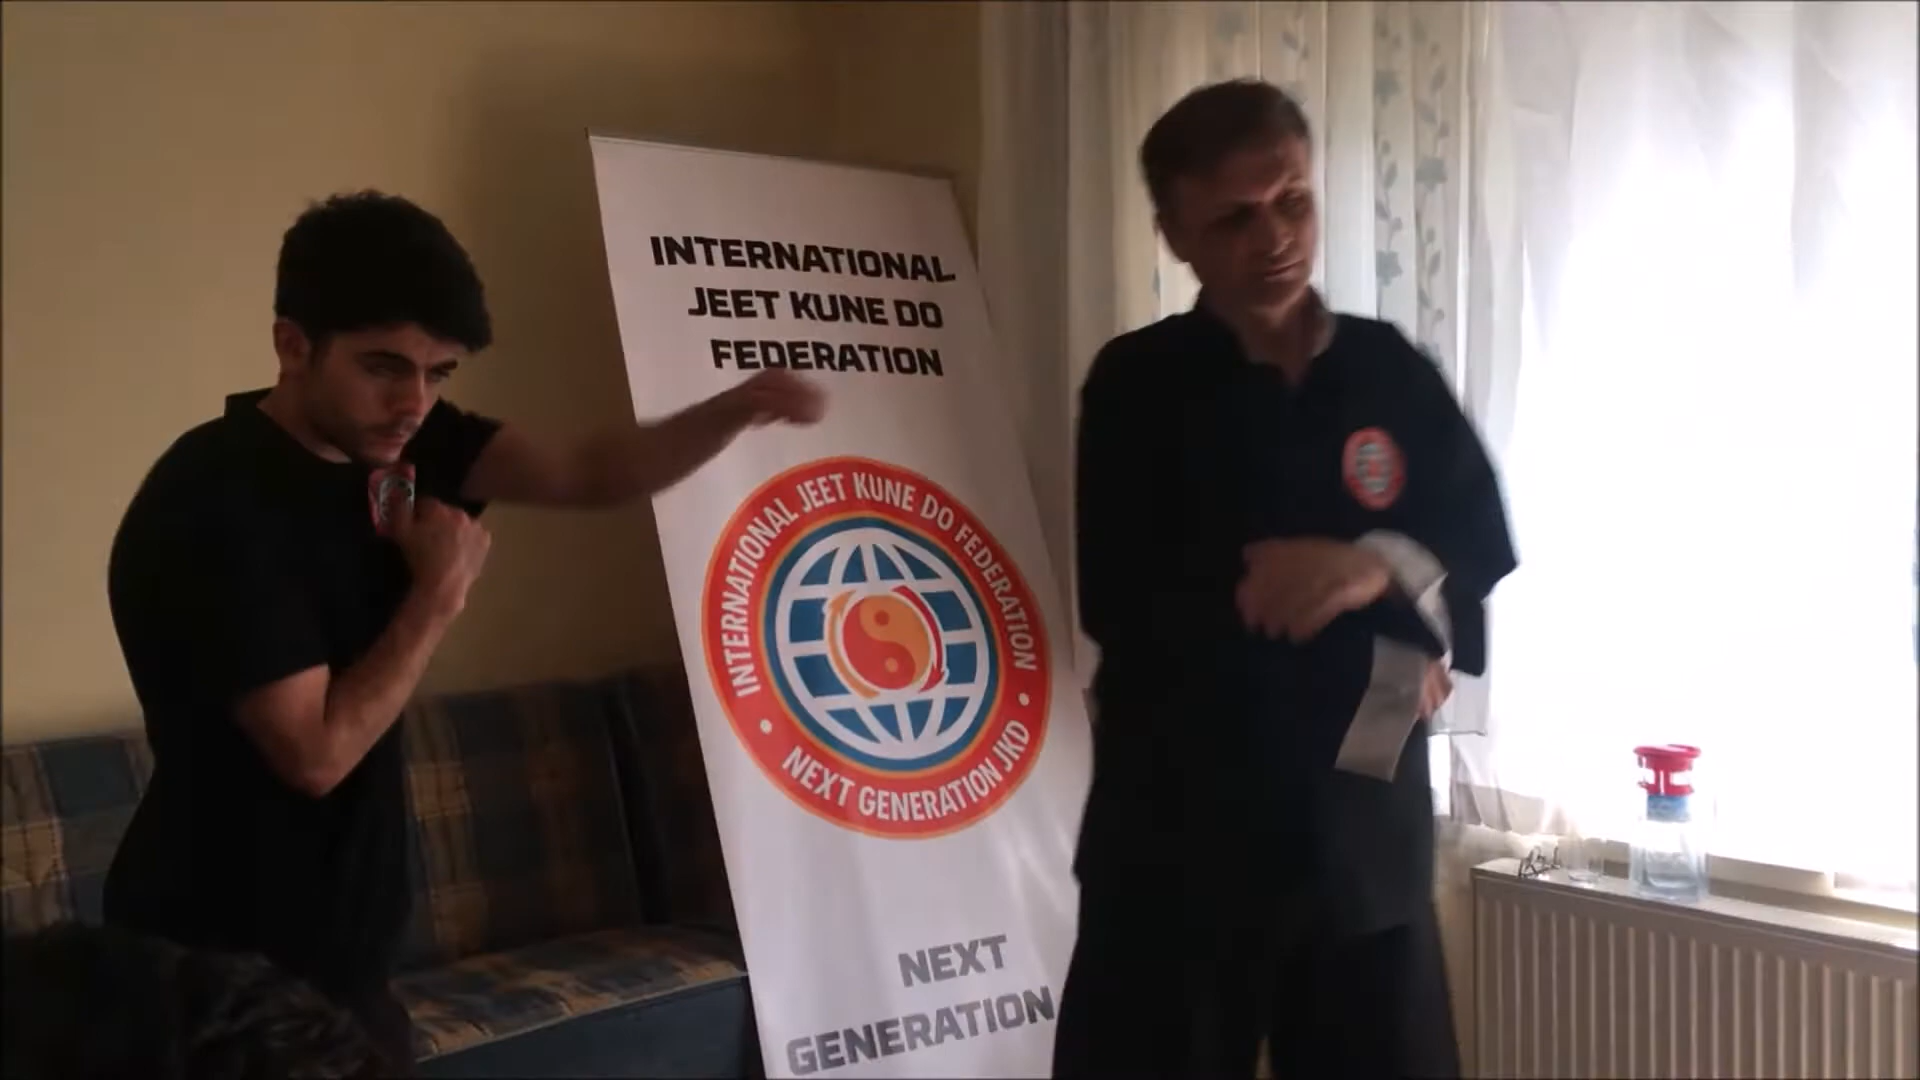 INTERNATIONAL
JEET KUNE DO
FEDERATION
INTERNATIONAL JEET KUNE DO FEDERATION
• NEXT GENERATION JKD •
NEXT
GENERATION